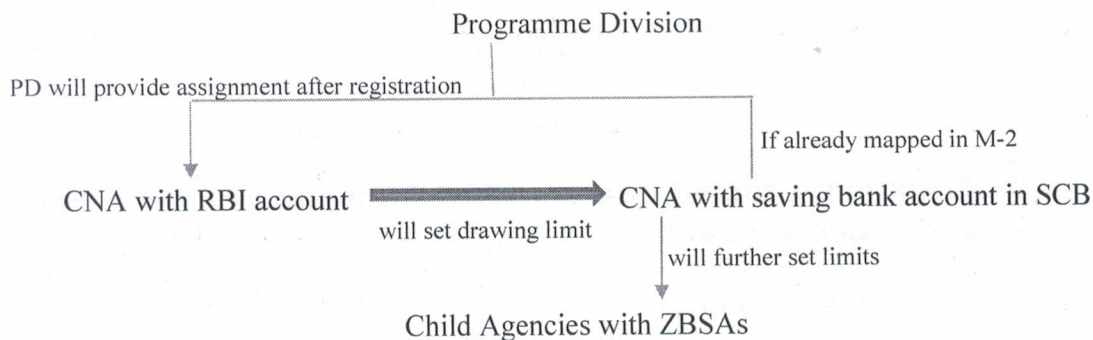 Programme Division
PD will provide assignment after registration
If already mapped in M-2
CNA with RBI account
CNA with saving bank account in SCB
will set drawing limit
will further set limits
Child Agencies with ZBSAs